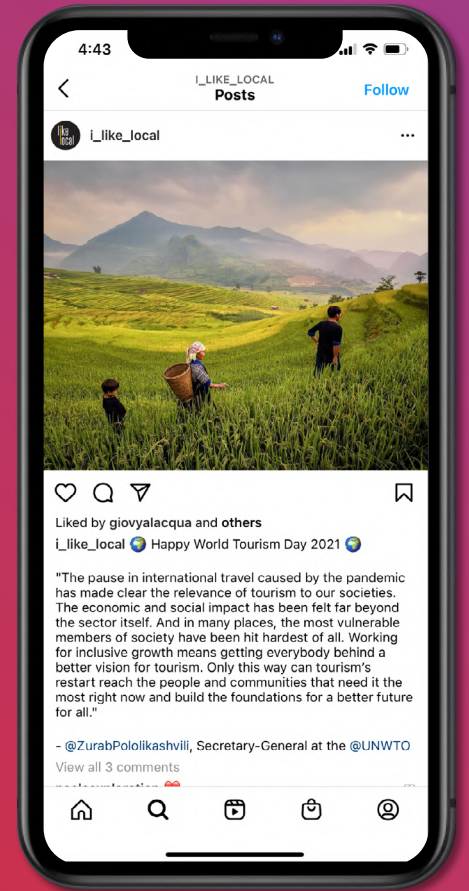 4:43
I_LIKE_LOCAL
Posts
Follow
like
local
i_like_local
Liked by giovyalacqua and others
i_like_local 🌍 Happy World Tourism Day 2021 🌍
"The pause in international travel caused by the pandemic
has made clear the relevance of tourism to our societies.
The economic and social impact has been felt far beyond
the sector itself. And in many places, the most vulnerable
members of society have been hit hardest of all. Working
for inclusive growth means getting everybody behind a
better vision for tourism. Only this way can tourism's
restart reach the people and communities that need it the
most right now and build the foundations for a better future
for all."
- @ZurabPololikashvili, Secretary-General at the @UNWTO
View all 3 comments